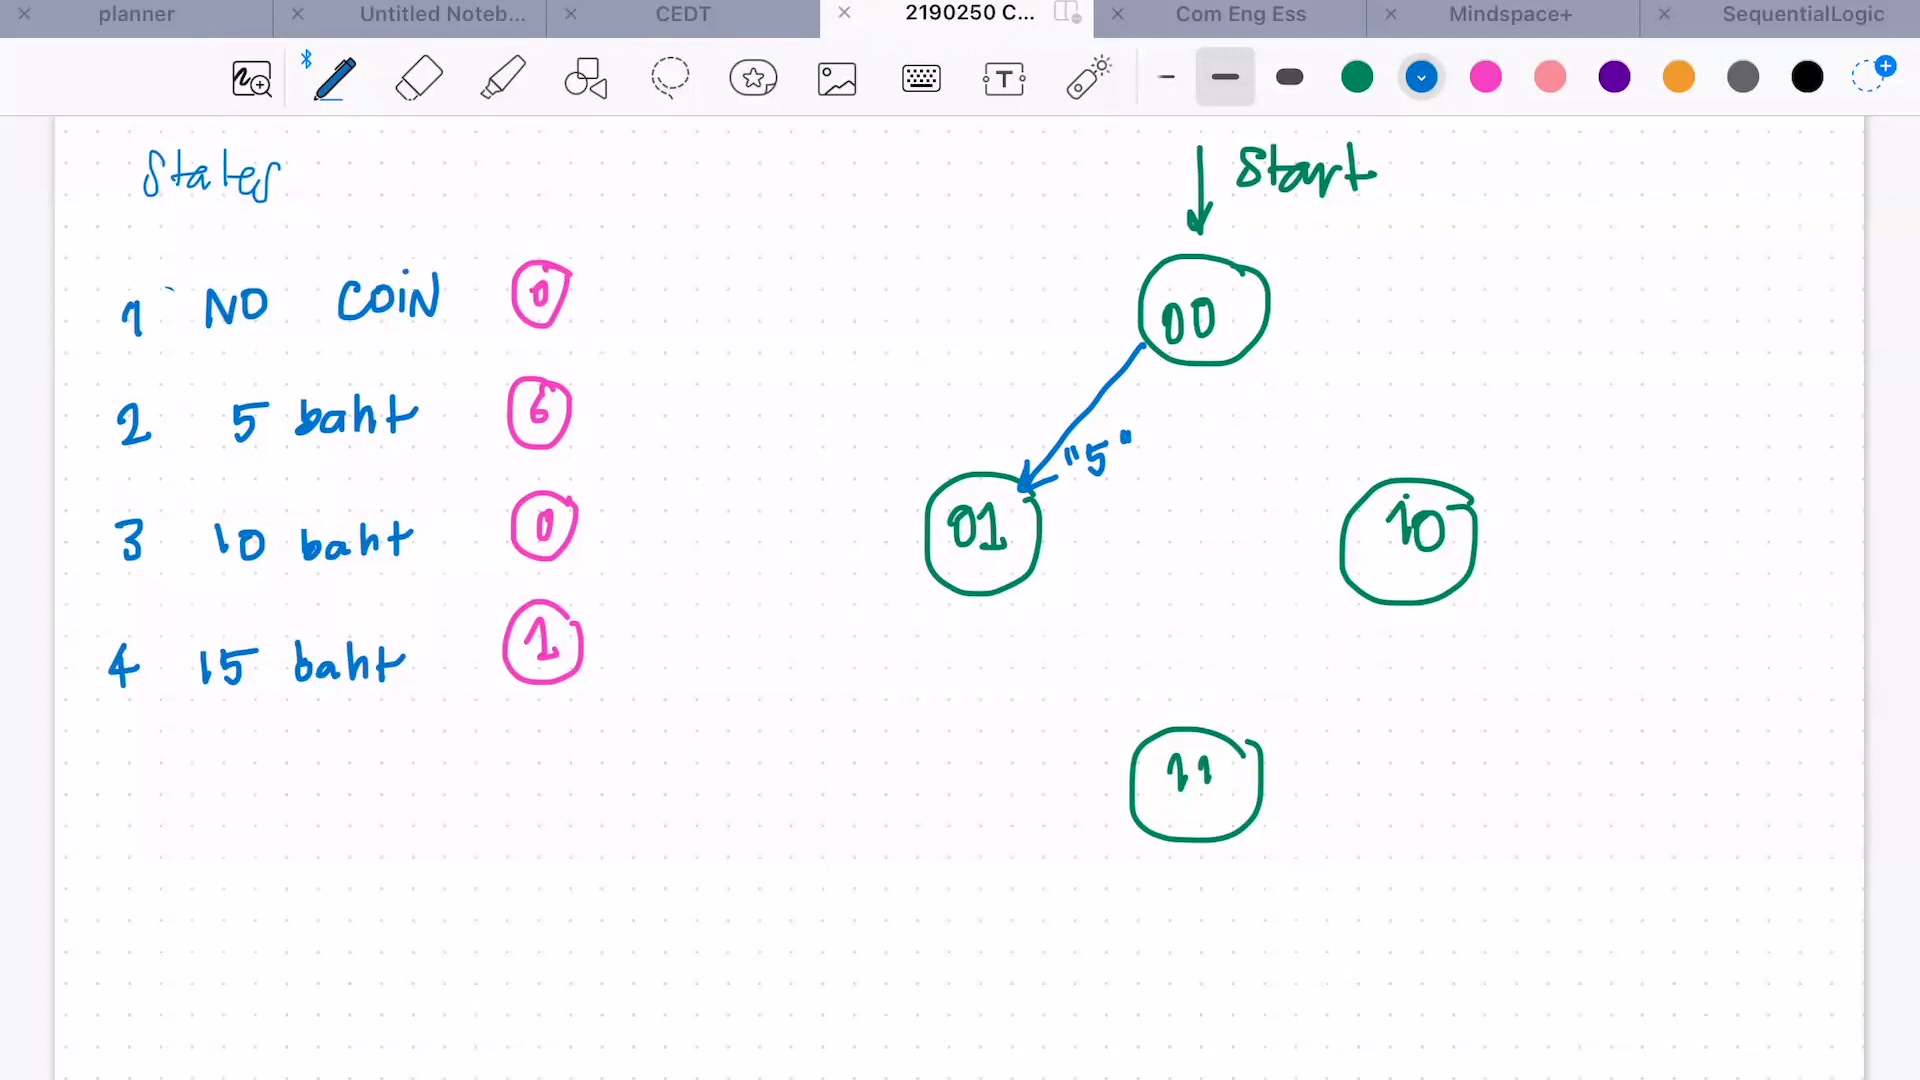 planner
Untitled Noteb...
CEDT
2190250 C...
Com Eng Ess
Mindspace+
SequentialLogic
T
States
Start
1 NO COIN 0
00
2 5 baht 0
"5"
01
10
3 10 baht 0
4 15 baht 1
11